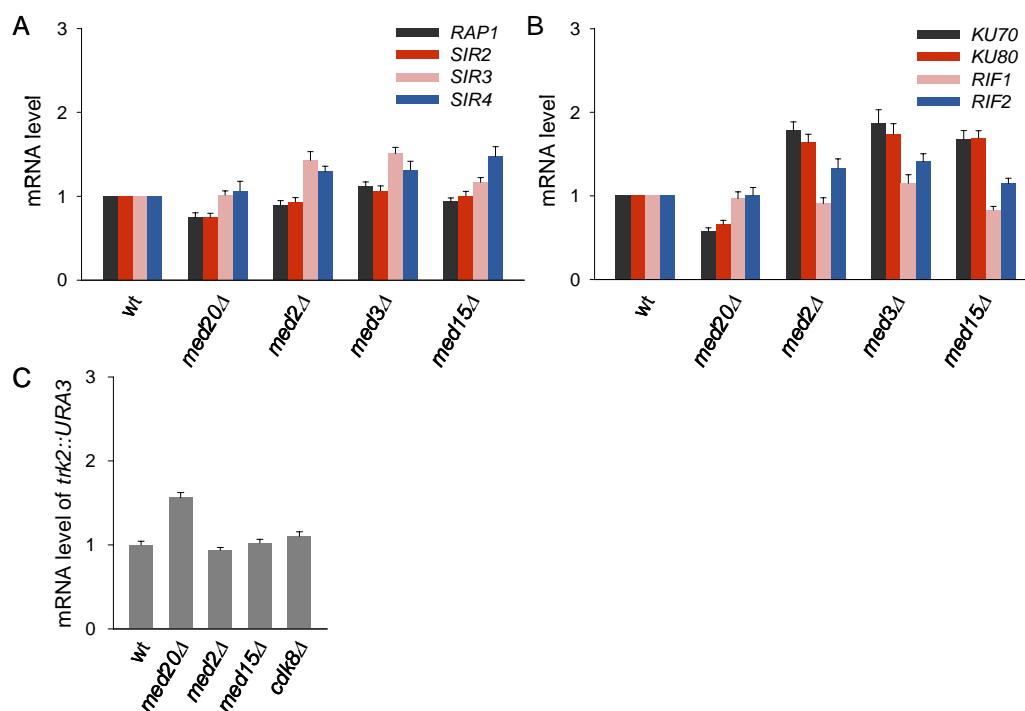 A
RAP1
SIR2
SIR3
SIR4
mRNA level
3
2
1
0
wt
med20Δ
med2Δ
med3Δ
med15Δ
B
KU70
KU80
RIF1
RIF2
mRNA level
3
2
1
0
wt
med20Δ
med2Δ
med3Δ
med15Δ
C
mRNA level of trk2::URA3
3
2
1
0
wt
med20Δ
med2Δ
med15Δ
cdk8Δ